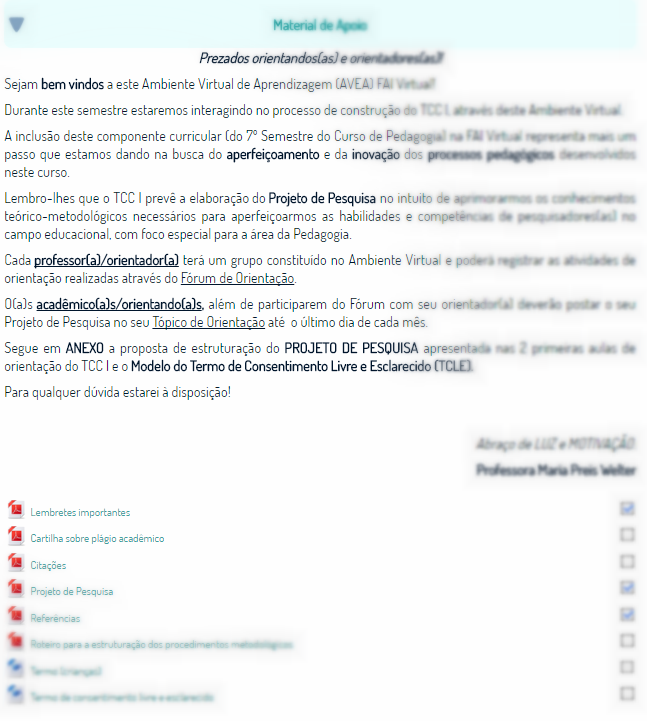 Material de Apoio
Prezados orientandos(as) e orientadores(as)!
Sejam bem vindos a este Ambiente Virtual de Aprendizagem (AVEA) FAI Virtual!
Durante este semestre estaremos interagindo no processo de construção do TCC I, através deste Ambiente Virtual.
A inclusão deste componente curricular (do 7º Semestre do Curso de Pedagogia) na FAI Virtual representa mais um
passo que estamos dando na busca do aperfeiçoamento e da inovação dos processos pedagógicos desenvolvidos
neste curso.
Lembro-lhes que o TCC I prevê a elaboração do Projeto de Pesquisa no intuito de aprimorarmos os conhecimentos
teórico-metodológicos necessários para aperfeiçoarmos as habilidades e competências de pesquisadores(as) no
campo educacional, com foco especial para a área da Pedagogia.
Cada professor(a)/orientador(a) terá um grupo constituído no Ambiente Virtual e poderá registrar as atividades de
orientação realizadas através do Fórum de Orientação.
O(a)s acadêmico(a)s/orientando(a)s, além de participarem do Fórum com seu orientador(a) deverão postar o seu
Projeto de Pesquisa no seu Tópico de Orientação até o último dia de cada mês.
Segue em ANEXO a proposta de estruturação do PROJETO DE PESQUISA apresentada nas 2 primeiras aulas de
orientação do TCC I e o Modelo do Termo de Consentimento Livre e Esclarecido (TCLE).
Para qualquer dúvida estarei à disposição!
Abraço de LUZ e MOTIVAÇÃO
Professora Maria Preis Welter
Lembretes importantes
Cartilha sobre plágio acadêmico
Citações
Projeto de Pesquisa
Referências
Roteiro para a estruturação dos procedimentos metodológicos
Termo (crianças)
Termo de consentimento livre e esclarecido